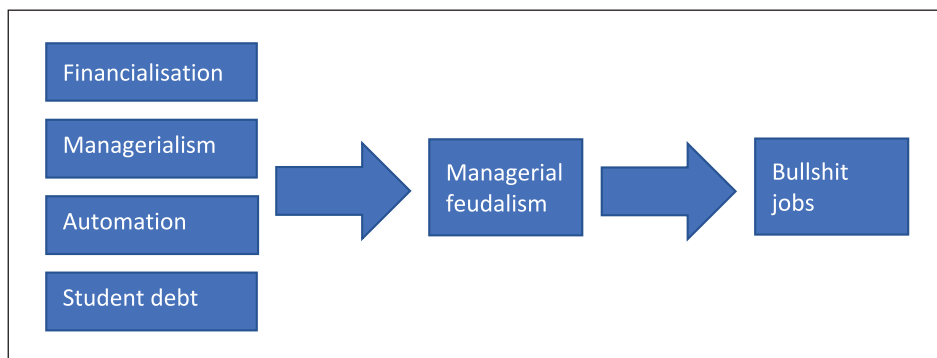 Financialisation
Managerialism
Automation
Student debt
Managerial
feudalism
Bullshit
jobs